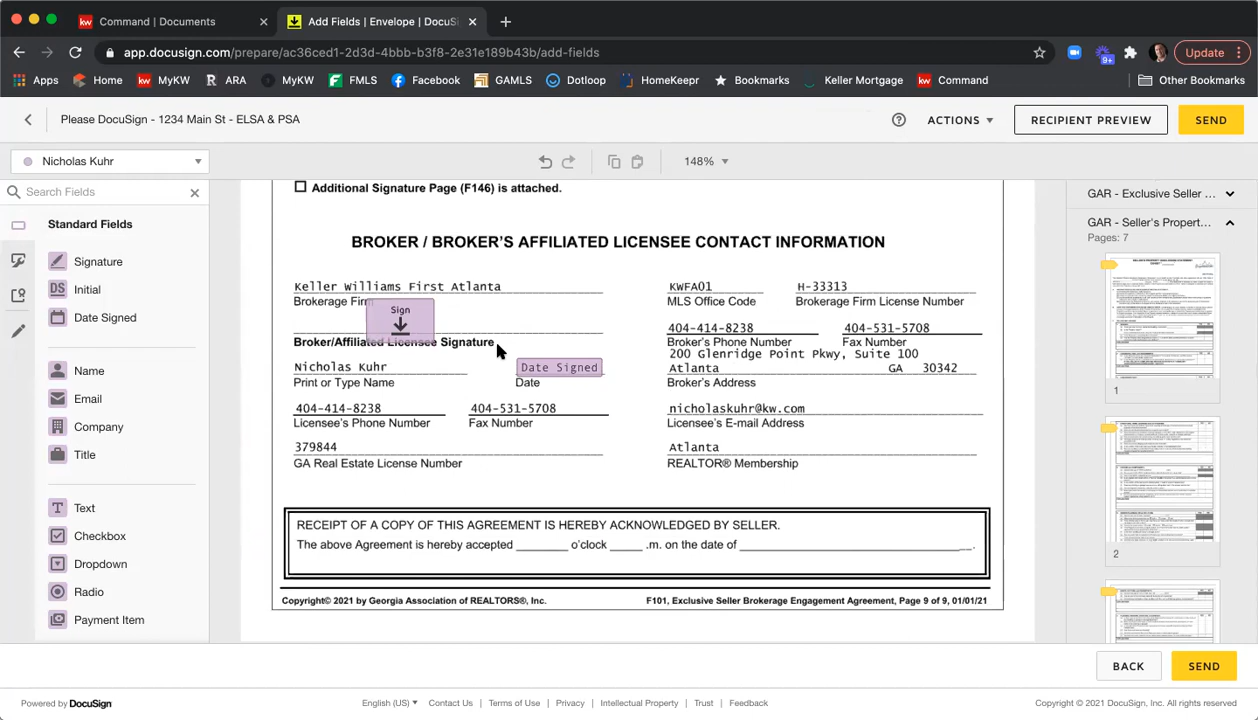 Command | Documents
Add Fields | Envelope | DocuSi
app.docusign.com/prepare/ac36ced1-2d3d-4bbb-b3f8-2e31e189b43b/add-fields
9+
Update
Apps
Home
kw MyKW
R ARA
MyKW
FMLS
Facebook
GAMLS
Dotloop
HomeKeepr
Bookmarks
Keller Mortgage
kw Command
Other Bookmarks
Please DocuSign - 1234 Main St - ELSA & PSA
ACTIONS
RECIPIENT PREVIEW
SEND
Nicholas Kuhr
148%
Search Fields
Standard Fields
Signature
DS Initial
Date Signed
Name
Email
Company
Title
T Text
Checkbox
Dropdown
Radio
Payment Item
Additional Signature Page (F146) is attached.
BROKER / BROKER'S AFFILIATED LICENSEE CONTACT INFORMATION
Keller Williams First Atlanta
Brokerage Firm
Sign
Broker/Affiliated Licensee Signature
Nicholas Kuhr
Date Signed
Print or Type Name
Date
404-414-8238
404-531-5708
Licensee's Phone Number
Fax Number
379844
GA Real Estate License Number
KWFA01
H-33313
MLS Office Code
Brokerage Firm License Number
404-414-8238
404-531-5708
Broker's Phone Number
Fax Number
200 Glenridge Point Pkwy, Suite 100
Atlanta GA 30342
Broker's Address
nicholaskuhr@kw.com
Licensee's E-mail Address
Atlanta
REALTOR® Membership
RECEIPT OF A COPY OF THIS AGREEMENT IS HEREBY ACKNOWLEDGED BY SELLER.
The above Agreement is hereby accepted ________ o'clock _____ .m. on the date of ___________________________________.
Copyright© 2021 by Georgia Association of REALTORS®, Inc.
F101, Exclusive Seller Brokerage Engagement Agreement, Page 9 of 9, 01/01/21
GAR - Exclusive Seller ...
GAR - Seller's Propert...
Pages: 7
1
2
BACK
SEND
Powered by DocuSign
English (US)
Contact Us
Terms of Use
Privacy
Intellectual Property
Trust
Feedback
Copyright © 2021 DocuSign, Inc. All rights reserved